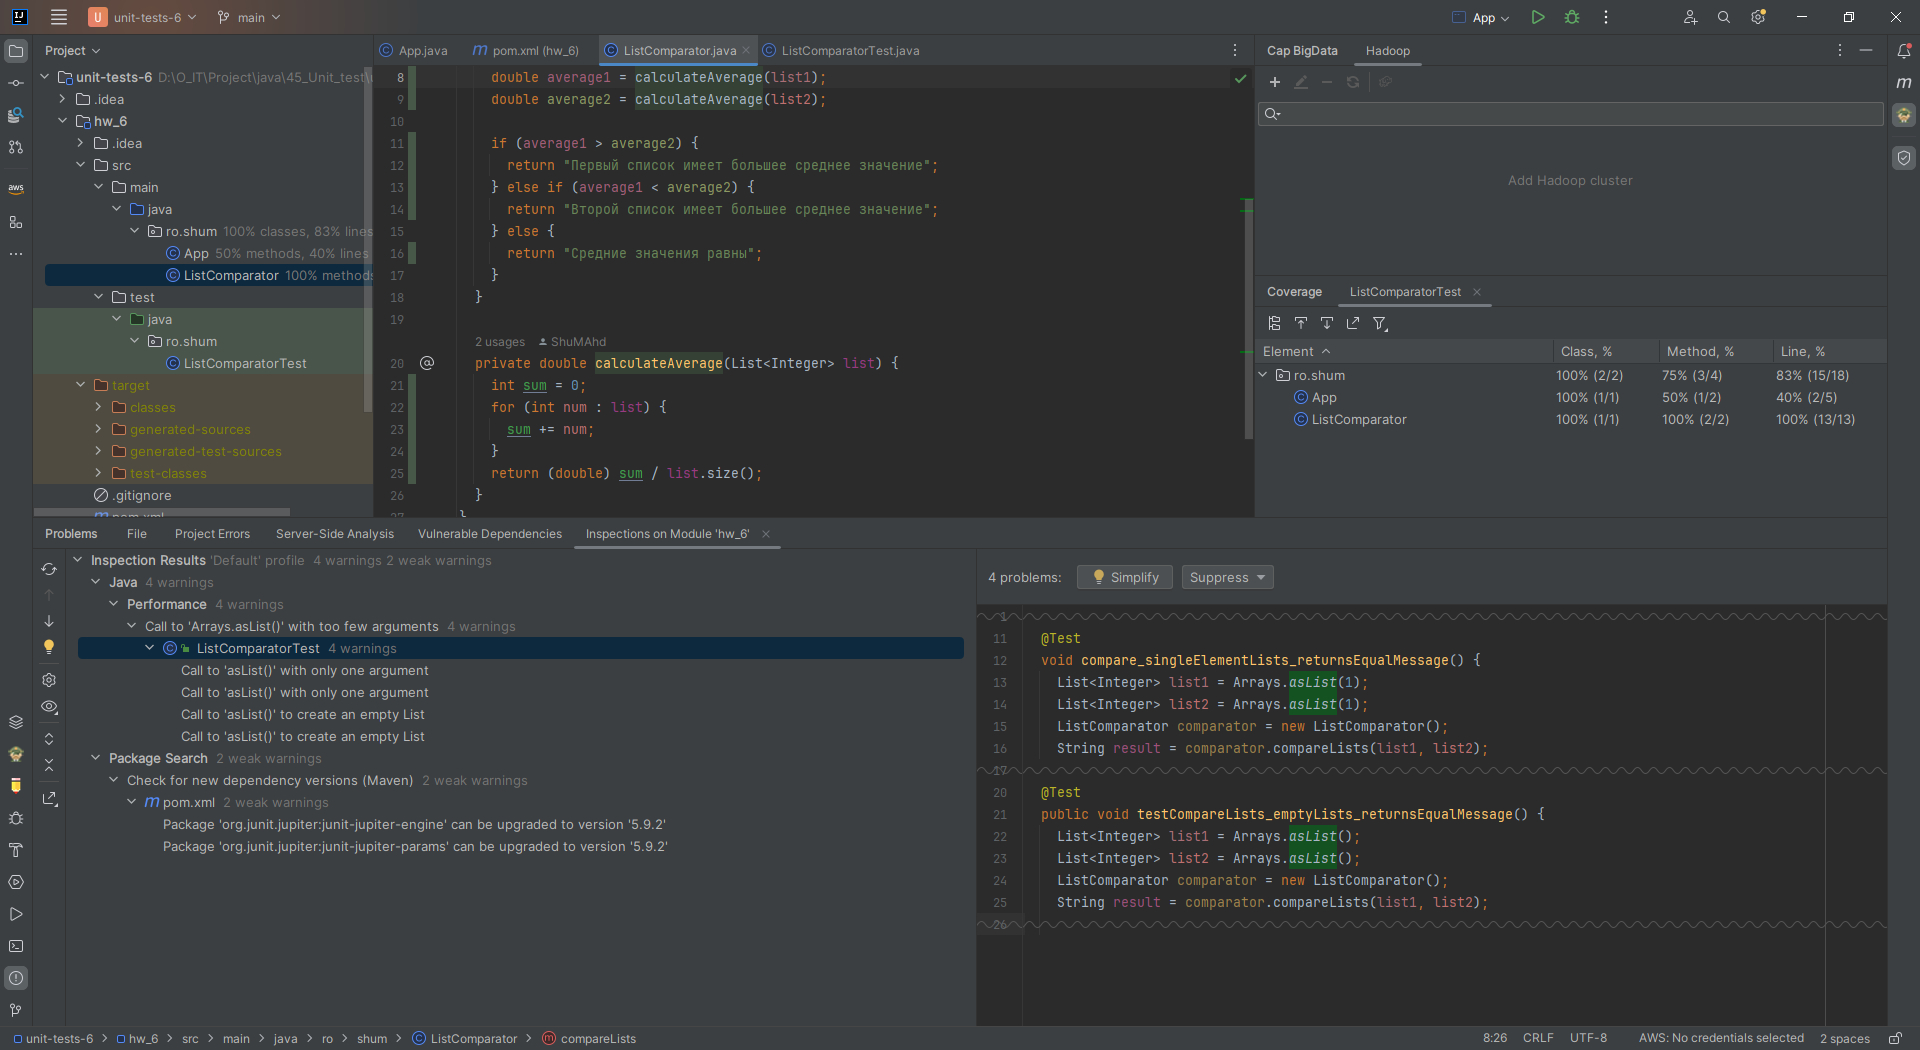 unit-tests-6 main App
Project
unit-tests-6 D:\O_IT\Project\java\45_Unit_test\
.idea
hw_6
.idea
src
main
java
ro.shum 100% classes, 83% lines
App 50% methods, 40% lines
ListComparator 100% methods
test
java
ro.shum
ListComparatorTest
target
classes
generated-sources
generated-test-sources
test-classes
.gitignore
pom.xml
App.java pom.xml (hw_6) ListComparator.java ListComparatorTest.java
8 double average1 = calculateAverage(list1);
9 double average2 = calculateAverage(list2);
10
11 if (average1 > average2) {
12 return "Первый список имеет большее среднее значение";
13 } else if (average1 < average2) {
14 return "Второй список имеет большее среднее значение";
15 } else {
16 return "Средние значения равны";
17 }
18 }
19
2 usages ShuMAhd
20 @ private double calculateAverage(List<Integer> list) {
21 int sum = 0;
22 for (int num : list) {
23 sum += num;
24 }
25 return (double) sum / list.size();
26 }
27 }
Cap BigData Hadoop
Add Hadoop cluster
Coverage ListComparatorTest
Element Class, % Method, % Line, %
ro.shum 100% (2/2) 75% (3/4) 83% (15/18)
App 100% (1/1) 50% (1/2) 40% (2/5)
ListComparator 100% (1/1) 100% (2/2) 100% (13/13)
Problems File Project Errors Server-Side Analysis Vulnerable Dependencies Inspections on Module 'hw_6'
Inspection Results 'Default' profile 4 warnings 2 weak warnings
Java 4 warnings
Performance 4 warnings
Call to 'Arrays.asList()' with too few arguments 4 warnings
ListComparatorTest 4 warnings
Call to 'asList()' with only one argument
Call to 'asList()' with only one argument
Call to 'asList()' to create an empty List
Call to 'asList()' to create an empty List
Package Search 2 weak warnings
Check for new dependency versions (Maven) 2 weak warnings
pom.xml 2 weak warnings
Package 'org.junit.jupiter:junit-jupiter-engine' can be upgraded to version '5.9.2'
Package 'org.junit.jupiter:junit-jupiter-params' can be upgraded to version '5.9.2'
4 problems: Simplify Suppress
1
11 @Test
12 void compare_singleElementLists_returnsEqualMessage() {
13 List<Integer> list1 = Arrays.asList(1);
14 List<Integer> list2 = Arrays.asList(1);
15 ListComparator comparator = new ListComparator();
16 String result = comparator.compareLists(list1, list2);
17
20 @Test
21 public void testCompareLists_emptyLists_returnsEqualMessage() {
22 List<Integer> list1 = Arrays.asList();
23 List<Integer> list2 = Arrays.asList();
24 ListComparator comparator = new ListComparator();
25 String result = comparator.compareLists(list1, list2);
26
aws
unit-tests-6 hw_6 src main java ro shum ListComparator compareLists
8:26 CRLF UTF-8 AWS: No credentials selected 2 spaces